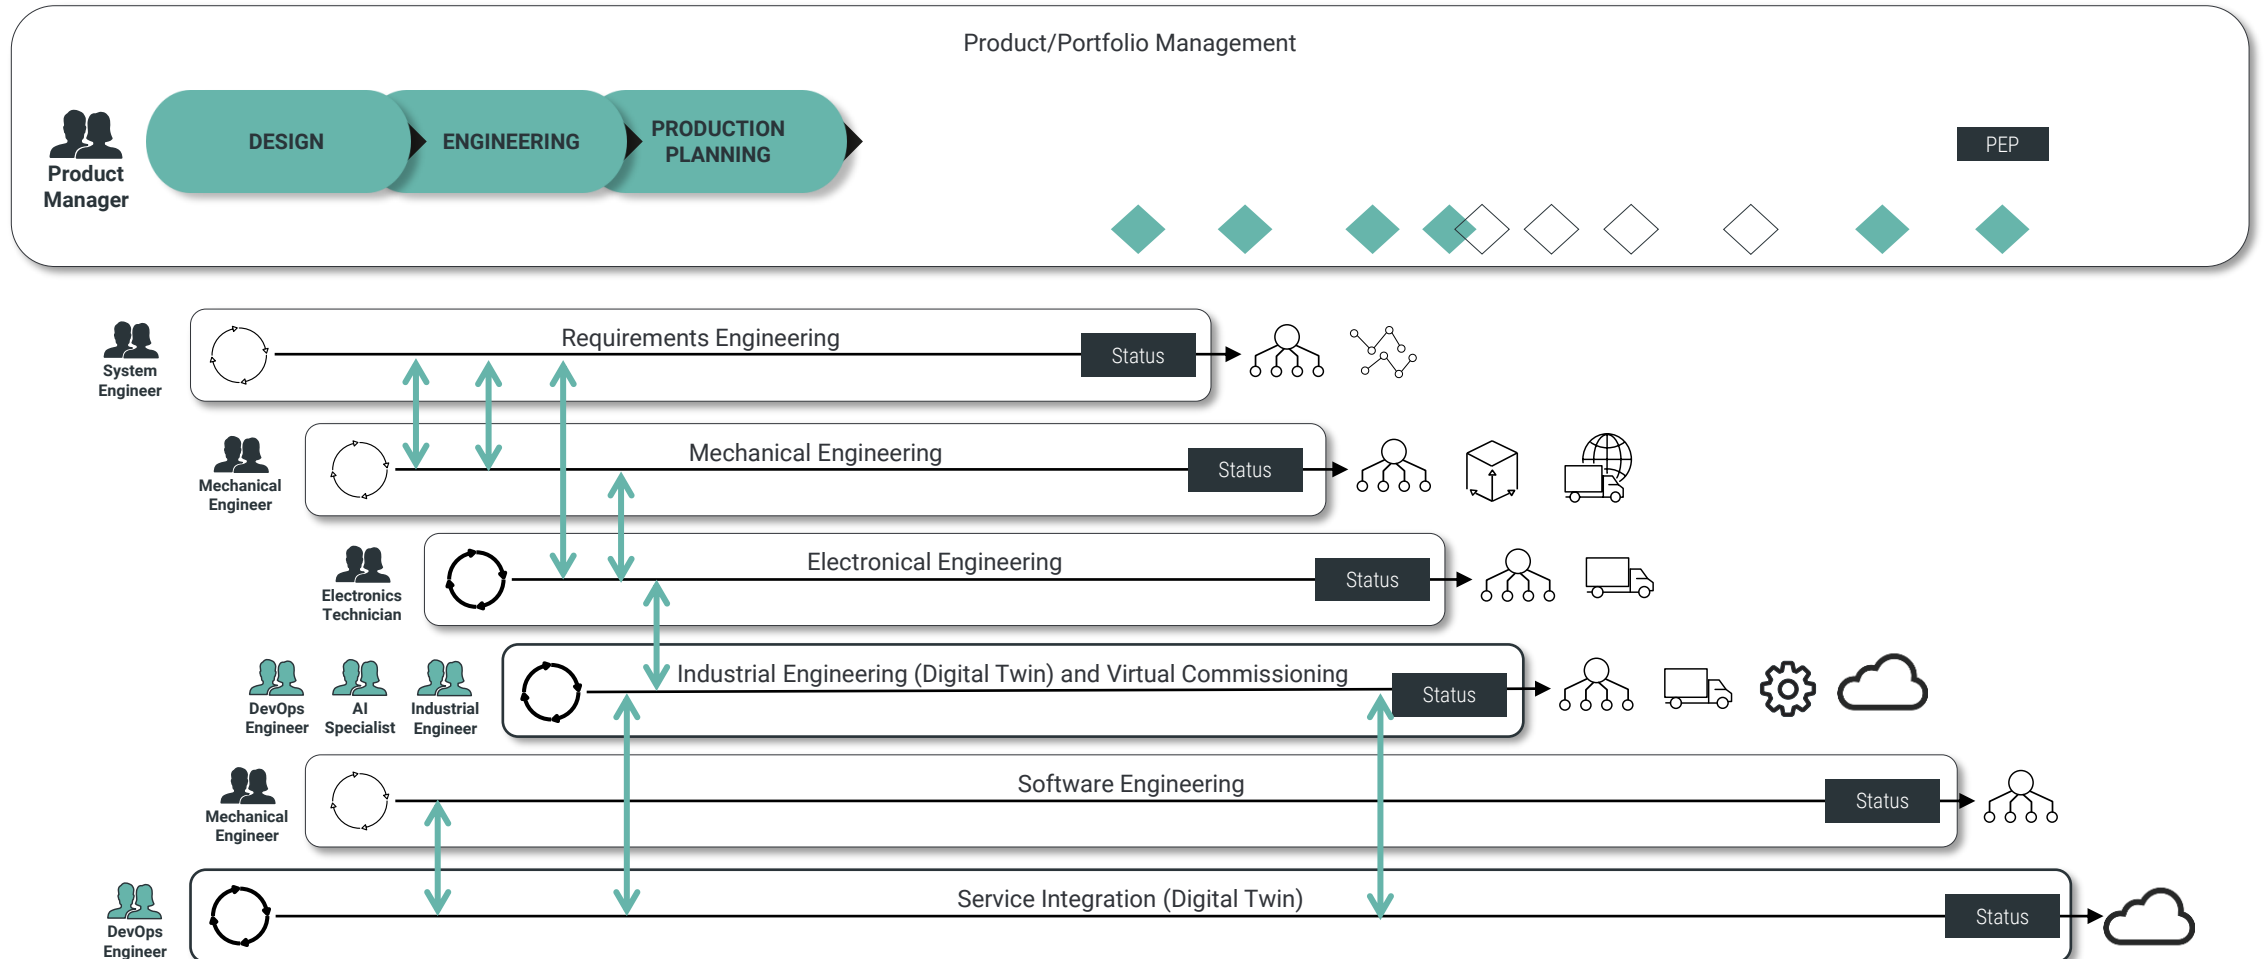 Product/Portfolio Management
DESIGN
ENGINEERING
PRODUCTION
PLANNING
PEP
Product
Manager
Requirements Engineering
Status
System
Engineer
Mechanical Engineering
Status
Mechanical
Engineer
Electronical Engineering
Status
Electronics
Technician
Industrial Engineering (Digital Twin) and Virtual Commissioning
Status
DevOps
Engineer
AI
Specialist
Industrial
Engineer
Software Engineering
Status
Mechanical
Engineer
Service Integration (Digital Twin)
Status
DevOps
Engineer